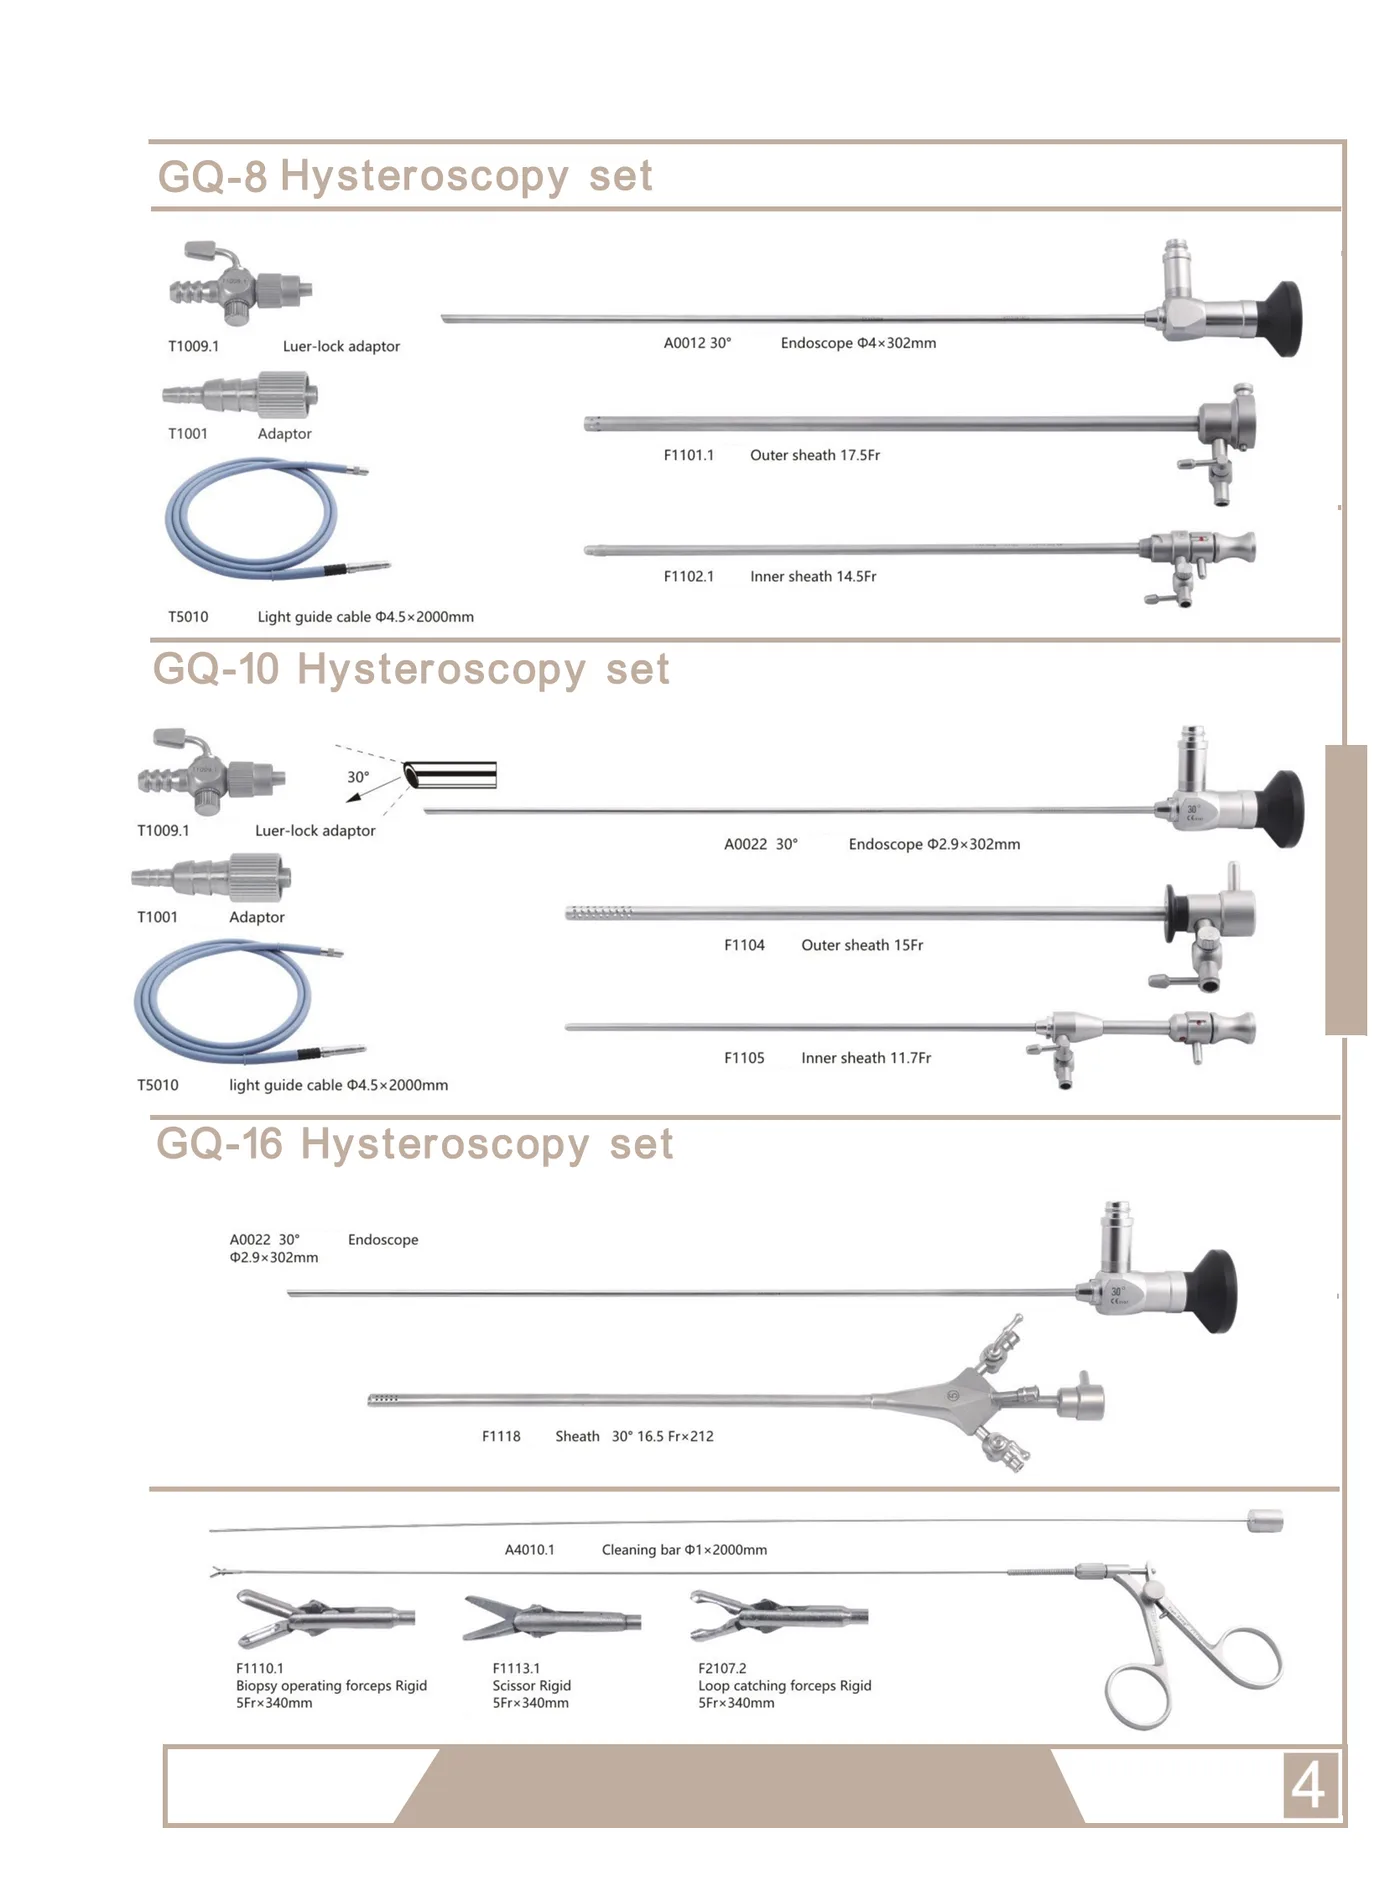 GQ-8 Hysteroscopy set
T1009.1 Luer-lock adaptor
A0012 30° Endoscope Φ4×302mm
T1001 Adaptor
F1101.1 Outer sheath 17.5Fr
F1102.1 Inner sheath 14.5Fr
T5010 Light guide cable Φ4.5×2000mm
GQ-10 Hysteroscopy set
30°
30°
T1009.1 Luer-lock adaptor
A0022 30° Endoscope Φ2.9×302mm
T1001 Adaptor
F1104 Outer sheath 15Fr
F1105 Inner sheath 11.7Fr
T5010 light guide cable Φ4.5×2000mm
GQ-16 Hysteroscopy set
A0022 30° Endoscope
Φ2.9×302mm
30°
F1118 Sheath 30° 16.5 Fr×212
A4010.1 Cleaning bar Φ1×2000mm
F1110.1
Biopsy operating forceps Rigid
5Fr×340mm
F1113.1
Scissor Rigid
5Fr×340mm
F2107.2
Loop catching forceps Rigid
5Fr×340mm
4